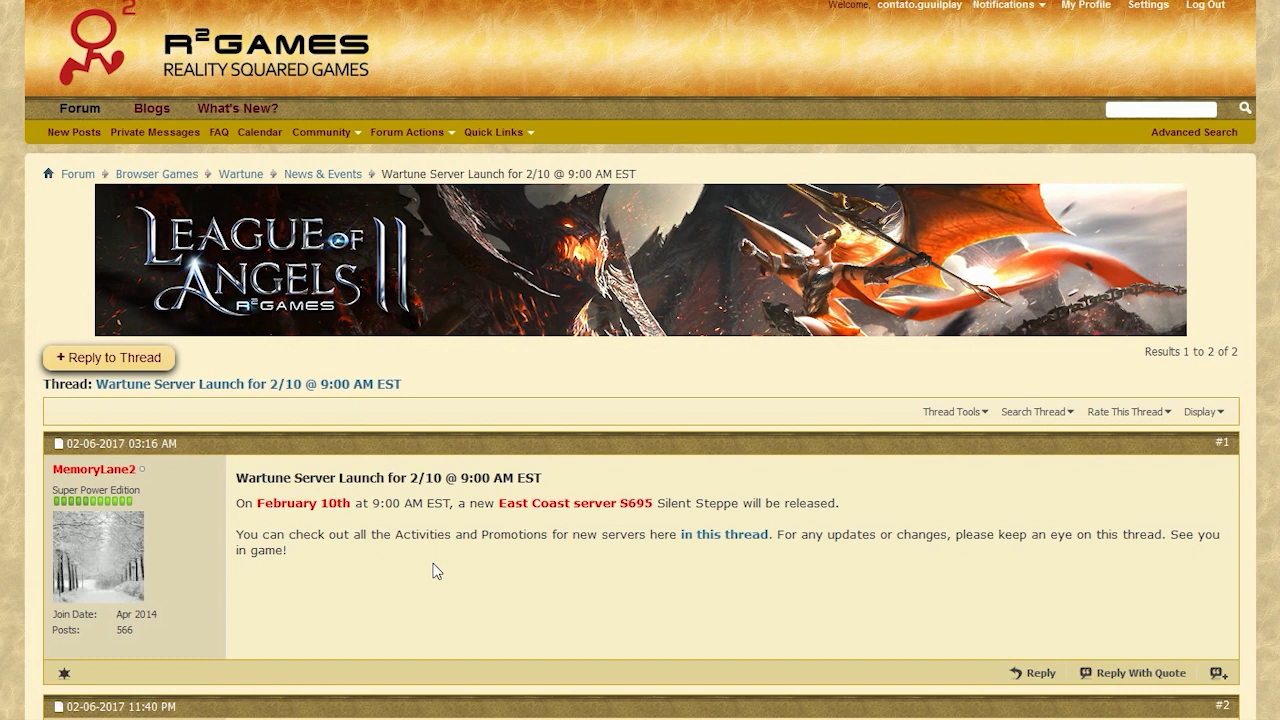 Welcome, contato.guuilplay Notifications My Profile Settings Log Out
2
R2GAMES
REALITY SQUARED GAMES
Forum Blogs What's New?
New Posts Private Messages FAQ Calendar Community Forum Actions Quick Links Advanced Search
Forum Browser Games Wartune News & Events Wartune Server Launch for 2/10 @ 9:00 AM EST
LEAGUE OF
ANGELS II
R2GAMES
+ Reply to Thread
Results 1 to 2 of 2
Thread: Wartune Server Launch for 2/10 @ 9:00 AM EST
Thread Tools Search Thread Rate This Thread Display
02-06-2017 03:16 AM #1
MemoryLane2
Super Power Edition
Join Date: Apr 2014
Posts: 566
Wartune Server Launch for 2/10 @ 9:00 AM EST
On February 10th at 9:00 AM EST, a new East Coast server S695 Silent Steppe will be released.
You can check out all the Activities and Promotions for new servers here in this thread. For any updates or changes, please keep an eye on this thread. See you
in game!
Reply Reply With Quote
02-06-2017 11:40 PM #2